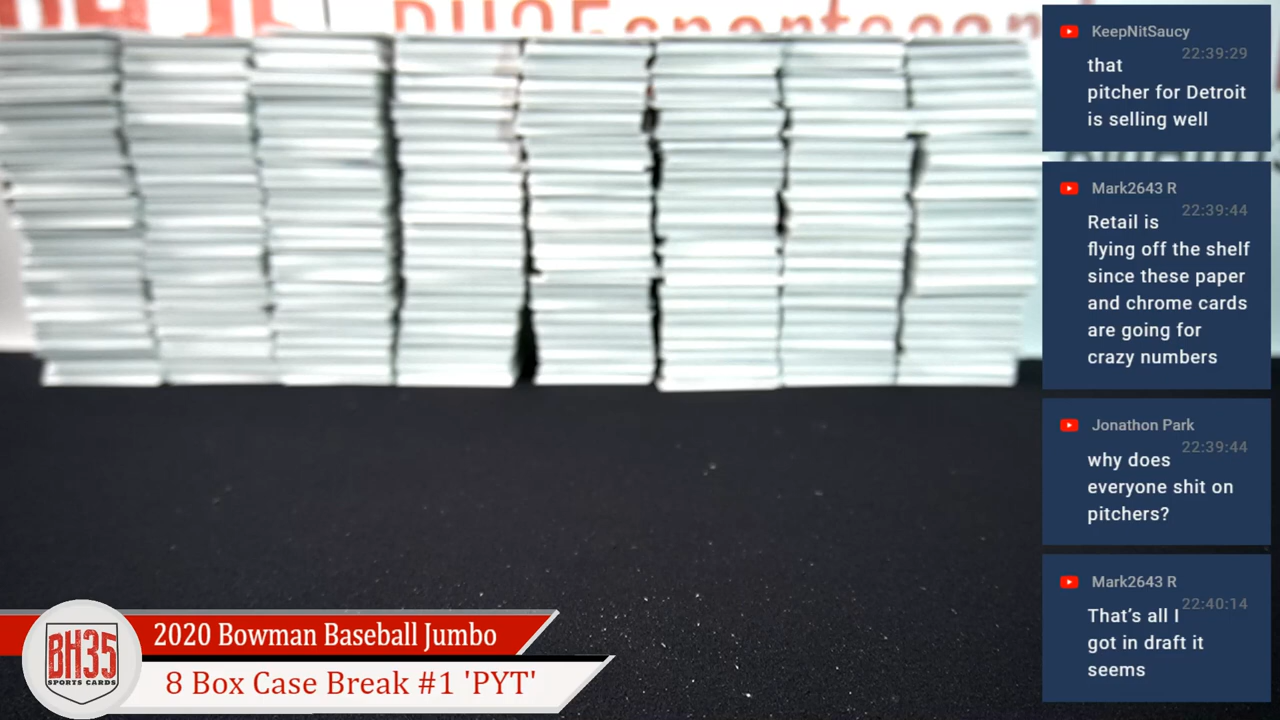 BH35sportscar
KeepNitSaucy
22:39:29
that
pitcher for Detroit
is selling well
Mark2643 R
22:39:44
Retail is
flying off the shelf
since these paper
and chrome cards
are going for
crazy numbers
Jonathon Park
22:39:44
why does
everyone shit on
pitchers?
Mark2643 R
22:40:14
That's all I
got in draft it
seems
BH35
SPORTS CARDS
2020 Bowman Baseball Jumbo
8 Box Case Break #1 'PYT'